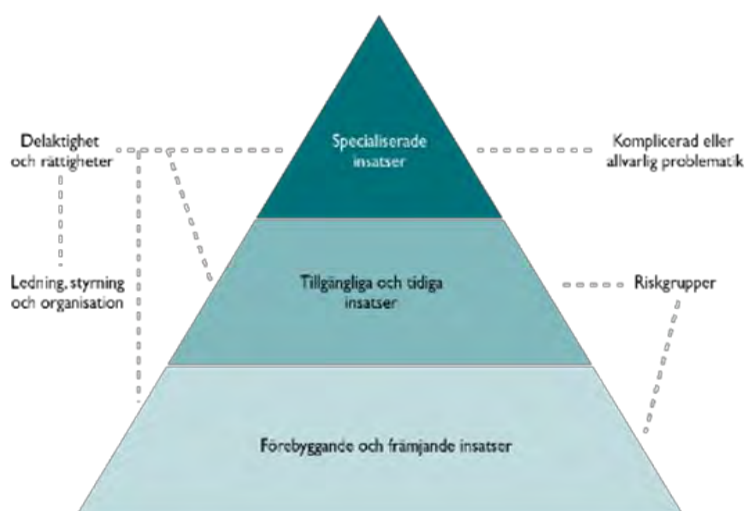 Specialiserade
insatser
Delaktighet
och rättigheter
Komplicerad eller
allvarlig problematik
Tillgängliga och tidiga
insatser
Ledning, styrning
och organisation
Riskgrupper
Förebyggande och främjande insatser